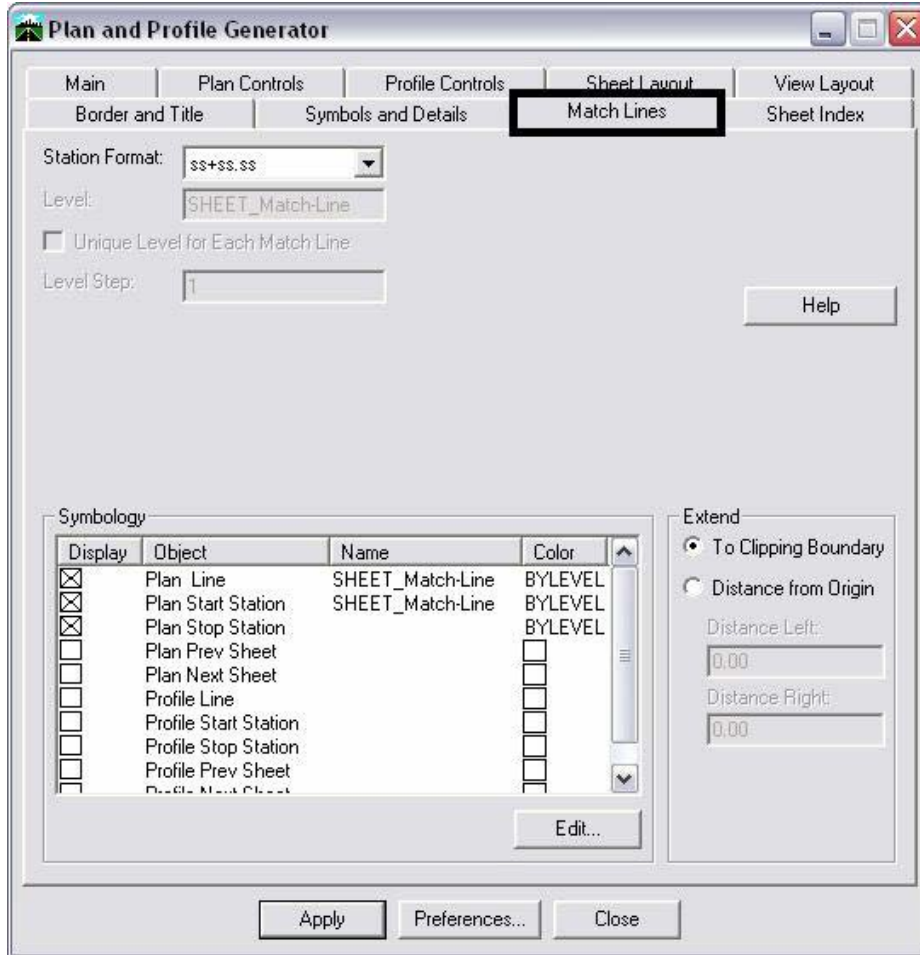 Plan and Profile Generator
Main Plan Controls Profile Controls Sheet Layout View Layout
Border and Title Symbols and Details Match Lines Sheet Index
Station Format: ss+ss.ss
Level: SHEET_Match-Line
Unique Level for Each Match Line
Level Step: 1
Help
Symbology
Display Object Name Color
Plan Line SHEET_Match-Line BYLEVEL
Plan Start Station SHEET_Match-Line BYLEVEL
Plan Stop Station BYLEVEL
Plan Prev Sheet
Plan Next Sheet
Profile Line
Profile Start Station
Profile Stop Station
Profile Prev Sheet
Profile Next Sheet
Edit...
Extend
To Clipping Boundary
Distance from Origin
Distance Left:
0.00
Distance Right:
0.00
Apply Preferences... Close